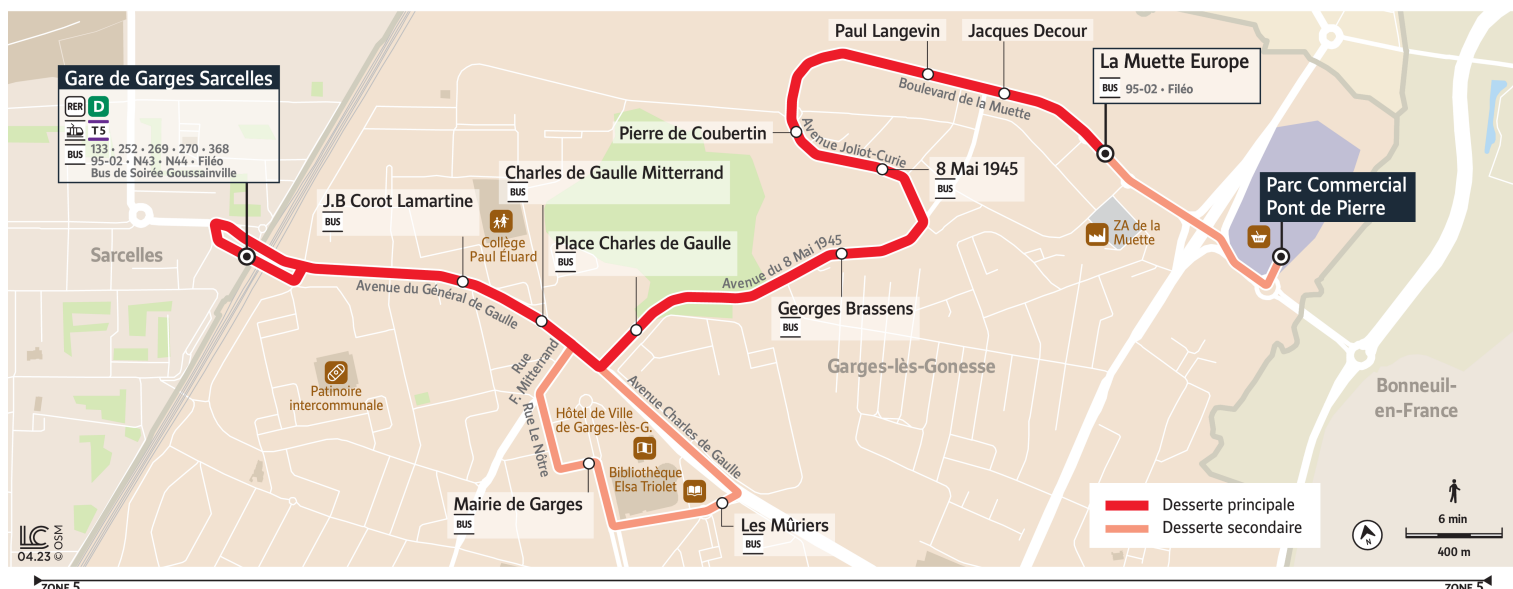 Paul Langevin
Jacques Decour
La Muette Europe
BUS 95-02 • Filéo
Boulevard de la Muette
Gare de Garges Sarcelles
RER D
T5
BUS
133 • 252 • 269 • 270 • 368
95-02 • N43 • N44 • Filéo
Bus de Soirée Goussainville
Pierre de Coubertin
Avenue Joliot-Curie
8 Mai 1945
BUS
Charles de Gaulle Mitterrand
BUS
J.B Corot Lamartine
BUS
Parc Commercial
Pont de Pierre
ZA de la
Muette
Collège
Paul Éluard
Place Charles de Gaulle
BUS
Sarcelles
Avenue du 8 Mai 1945
Avenue du Général de Gaulle
Georges Brassens
BUS
Rue
F. Mitterrand
Garges-lès-Gonesse
Patinoire
intercommunale
Avenue Charles de Gaulle
Bonneuil-
en-France
Rue Le Nôtre
Hôtel de Ville
de Garges-lès-G.
Bibliothèque
Elsa Triolet
Mairie de Garges
BUS
Les Mûriers
BUS
Desserte principale
Desserte secondaire
N
6 min
400 m
LC
04.23
© OSM
ZONE 5
ZONE 5